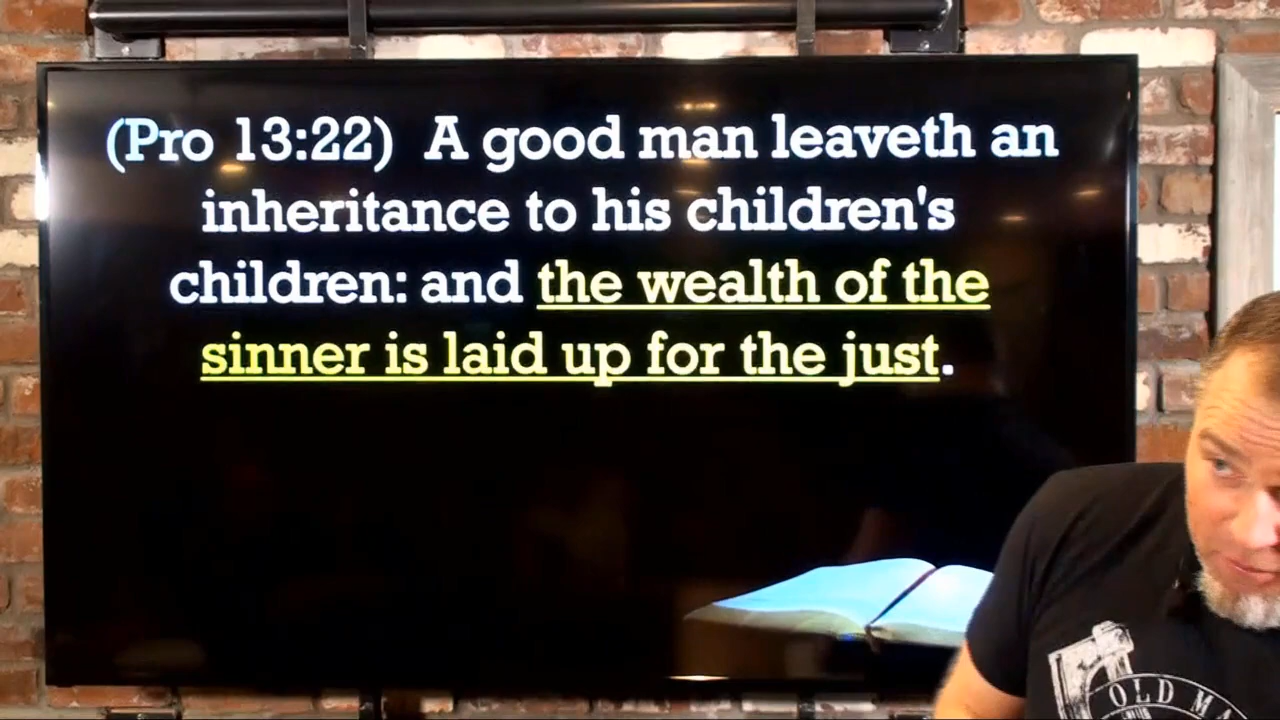 (Pro 13:22) A good man leaveth an
inheritance to his children's
children: and the wealth of the
sinner is laid up for the just.
OLD